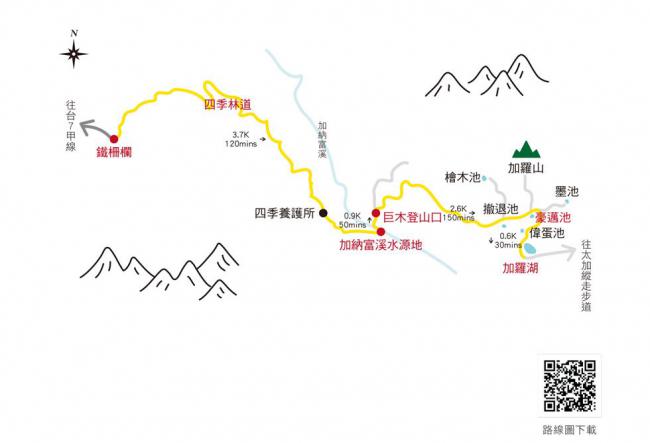 N
往台7甲線
鐵柵欄
四季林道
3.7K
120mins
加納富溪
四季養護所
0.9K
50mins
巨木登山口
加納富溪水源地
2.6K
150mins
檜木池
撤退池
加羅山
墨池
豪邁池
偉蛋池
0.6K
30mins
加羅湖
往太加縱走步道
路線圖下載